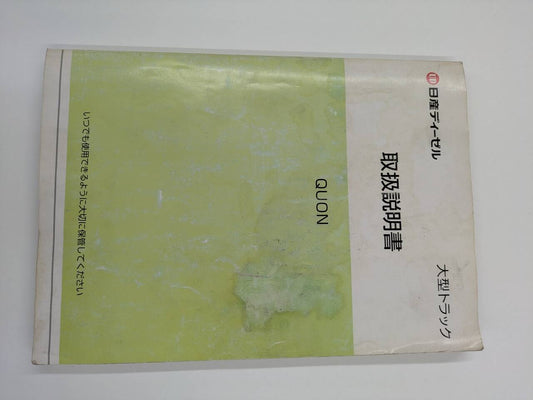 UD 日産ディーゼル
大型トラック
取扱説明書
QUON
いつでも使用できるように大切に保管してください